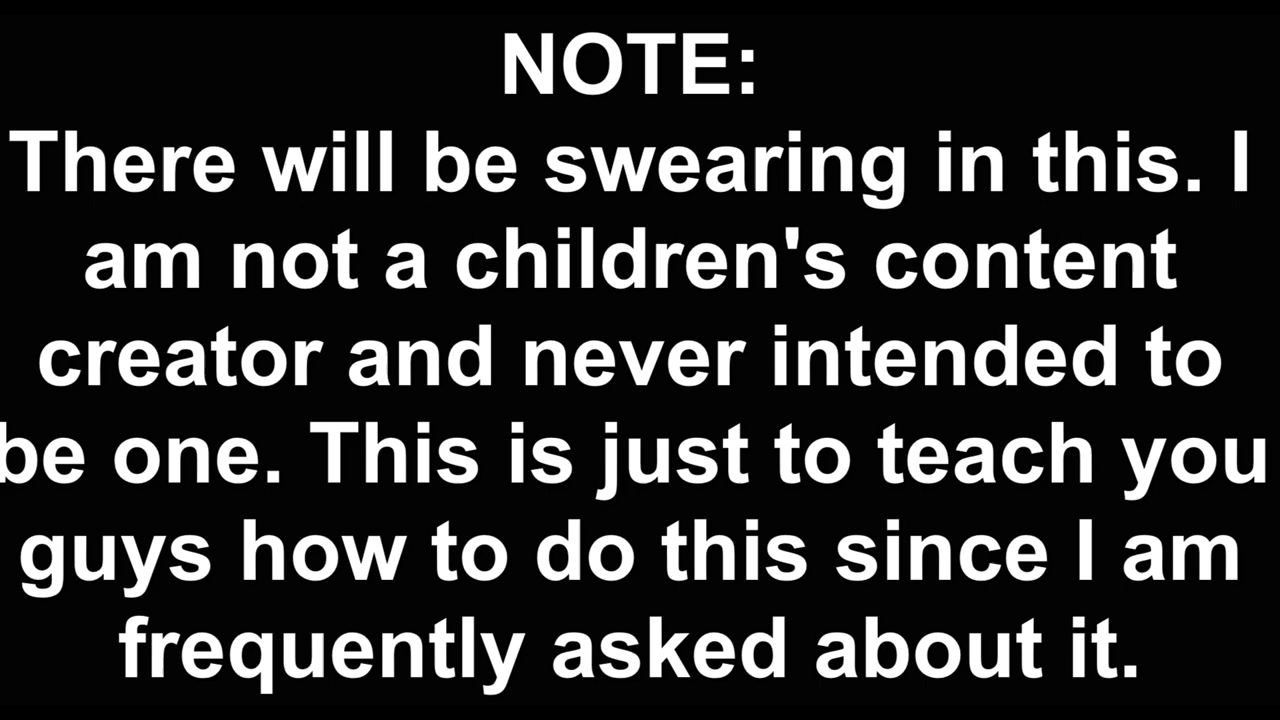 NOTE:
There will be swearing in this. I
am not a children's content
creator and never intended to
be one. This is just to teach you
guys how to do this since I am
frequently asked about it.